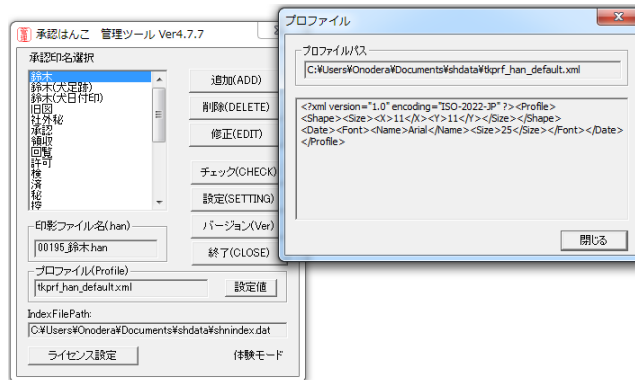 承認はんこ 管理ツール Ver4.7.7
承認印名選択
鈴木
鈴木(犬足跡)
鈴木(犬日付印)
旧図
社外秘
承認
領収
回覧
許可
検
済
秘
控
追加(ADD)
削除(DELETE)
修正(EDIT)
チェック(CHECK)
設定(SETTING)
バージョン(Ver)
終了(CLOSE)
印影ファイル名(han)
00195_鈴木.han
プロファイル(Profile)
tkprf_han_default.xml
設定値
IndexFilePath:
C:¥Users¥Onodera¥Documents¥shdata¥shnindex.dat
ライセンス設定
体験モード
プロファイル
プロファイルパス
C:¥Users¥Onodera¥Documents¥shdata¥tkprf_han_default.xml
<?xml version="1.0" encoding="ISO-2022-JP" ?><Profile>
<Shape><Size><X>11</X><Y>11</Y></Size></Shape>
<Date><Font><Name>Arial</Name><Size>25</Size></Font></Date>
</Profile>
閉じる